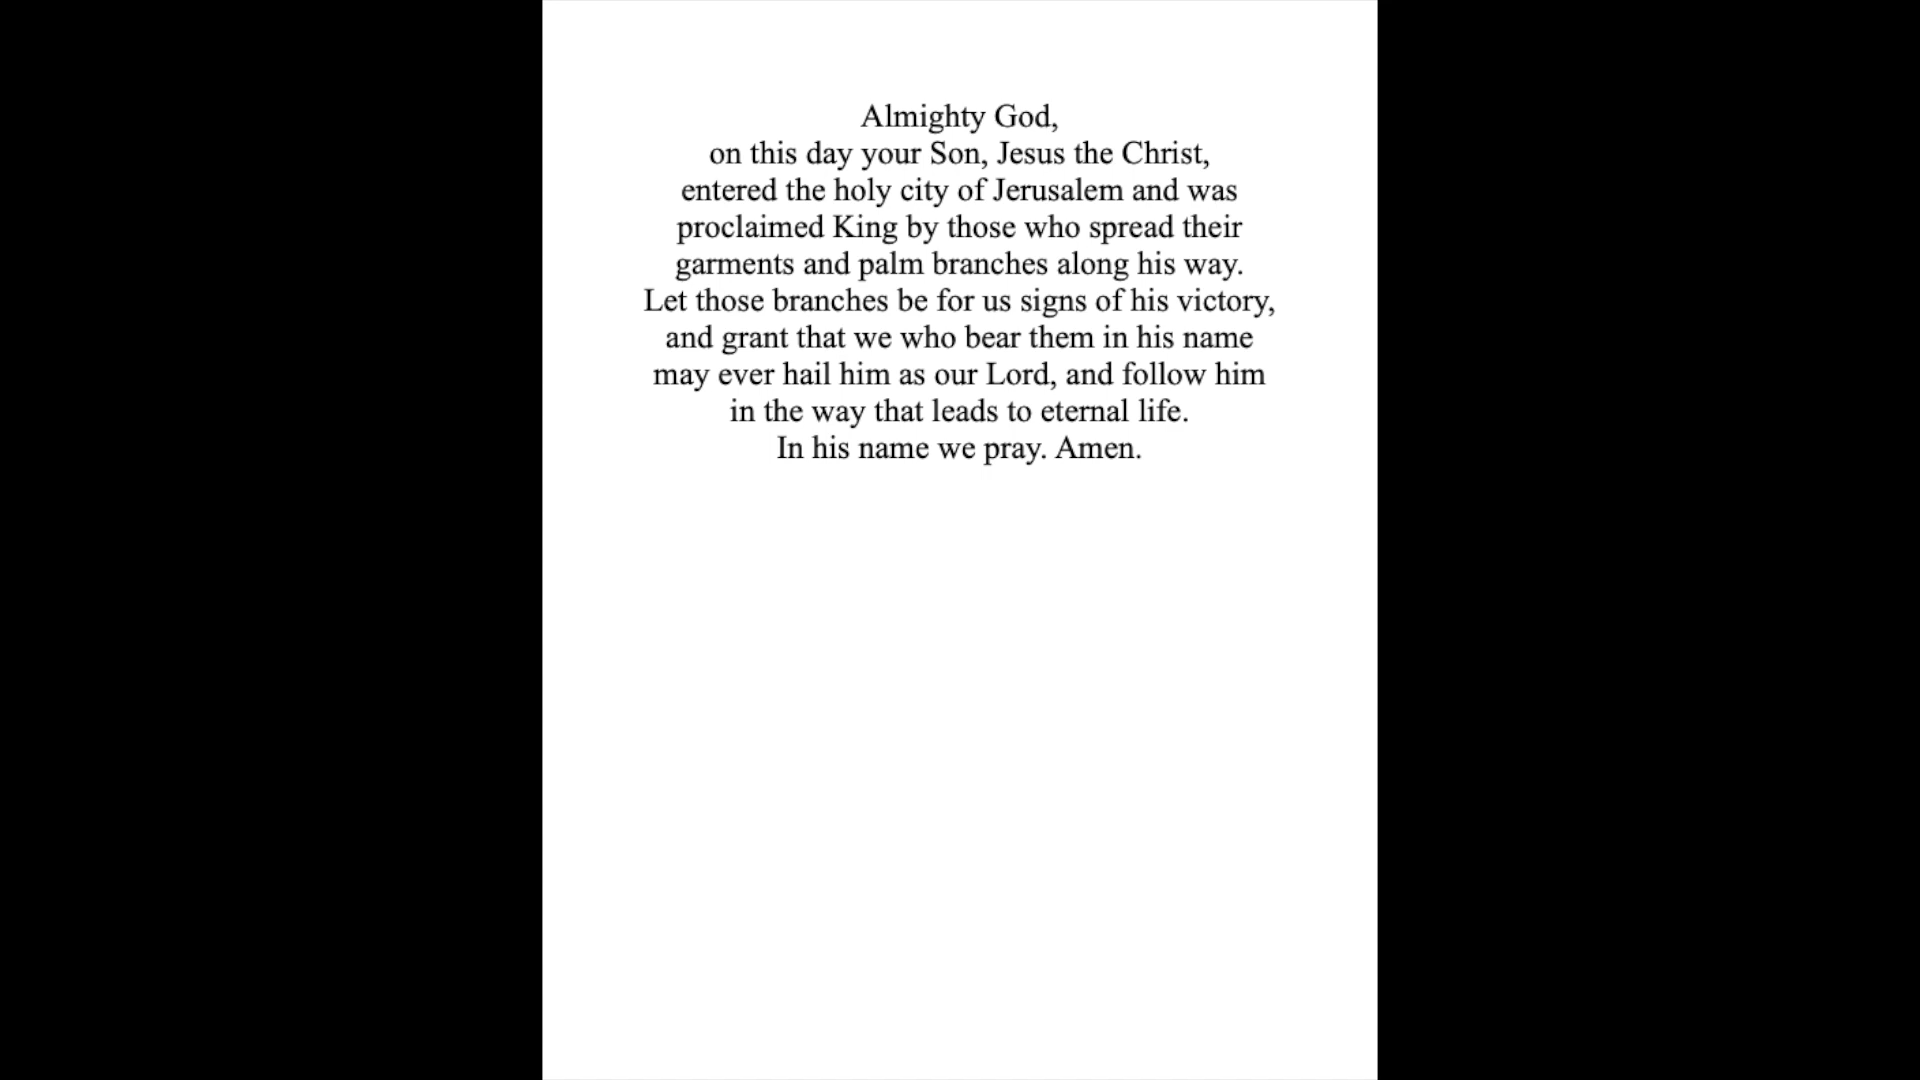 Almighty God,
on this day your Son, Jesus the Christ,
entered the holy city of Jerusalem and was
proclaimed King by those who spread their
garments and palm branches along his way.
Let those branches be for us signs of his victory,
and grant that we who bear them in his name
may ever hail him as our Lord, and follow him
in the way that leads to eternal life.
In his name we pray. Amen.